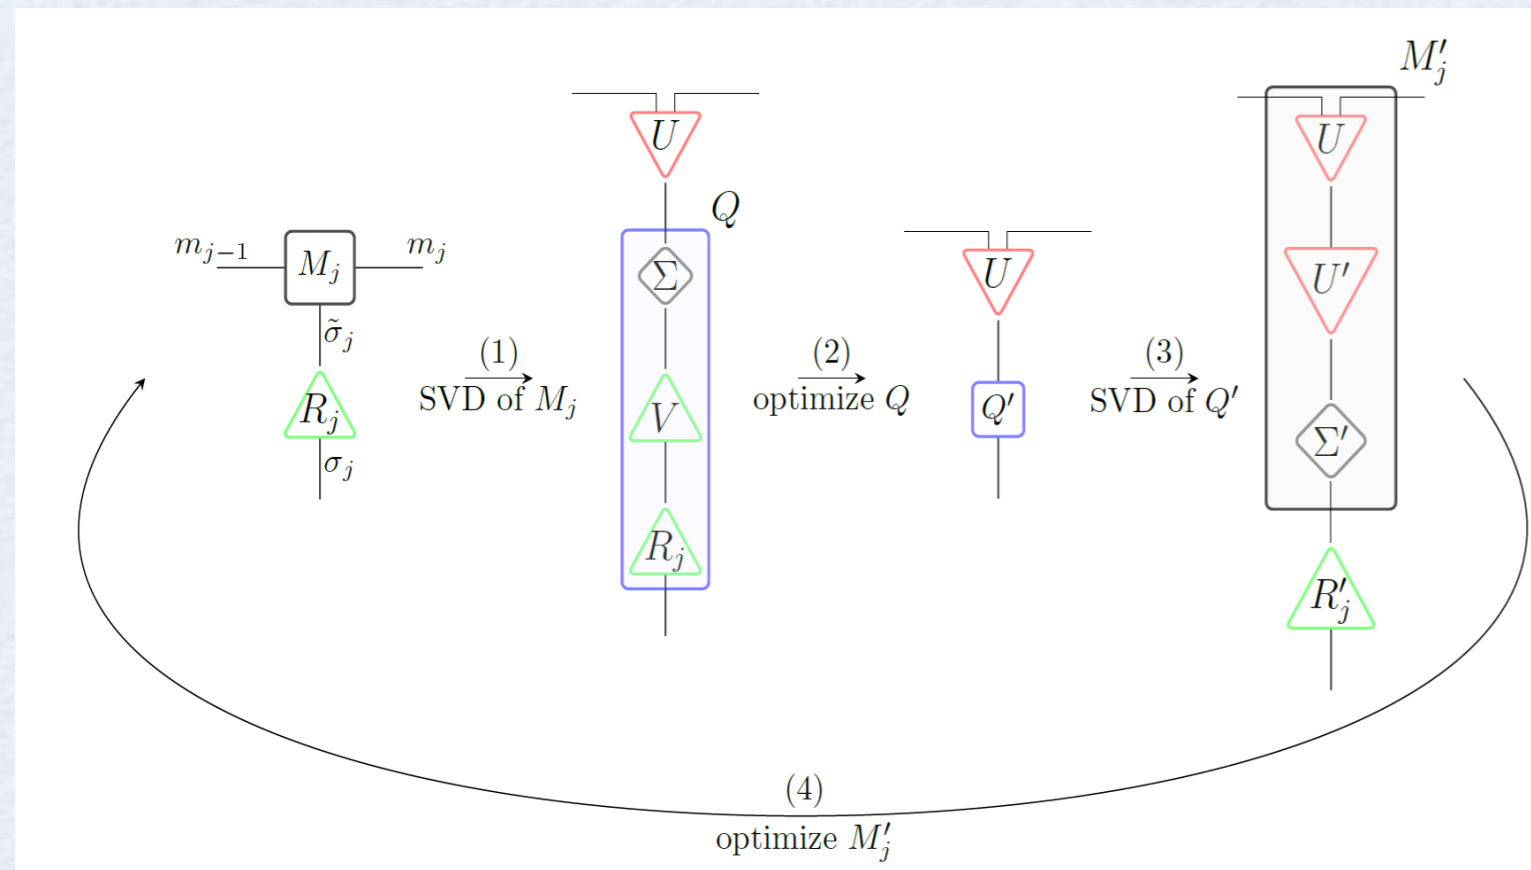 m_{j-1}
M_j
m_j
σ̃_j
R_j
σ_j
(1)
SVD of M_j
U
Q
Σ
V
R_j
(2)
optimize Q
U
Q′
(3)
SVD of Q′
M′_j
U
U′
Σ′
R′_j
(4)
optimize M′_j